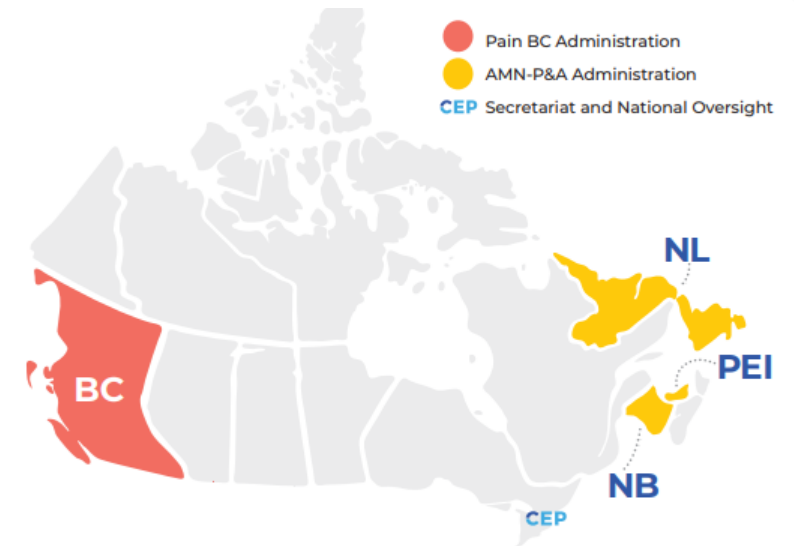 Pain BC Administration
AMN-P&A Administration
CEP Secretariat and National Oversight
NL
PEI
BC
NB
CEP